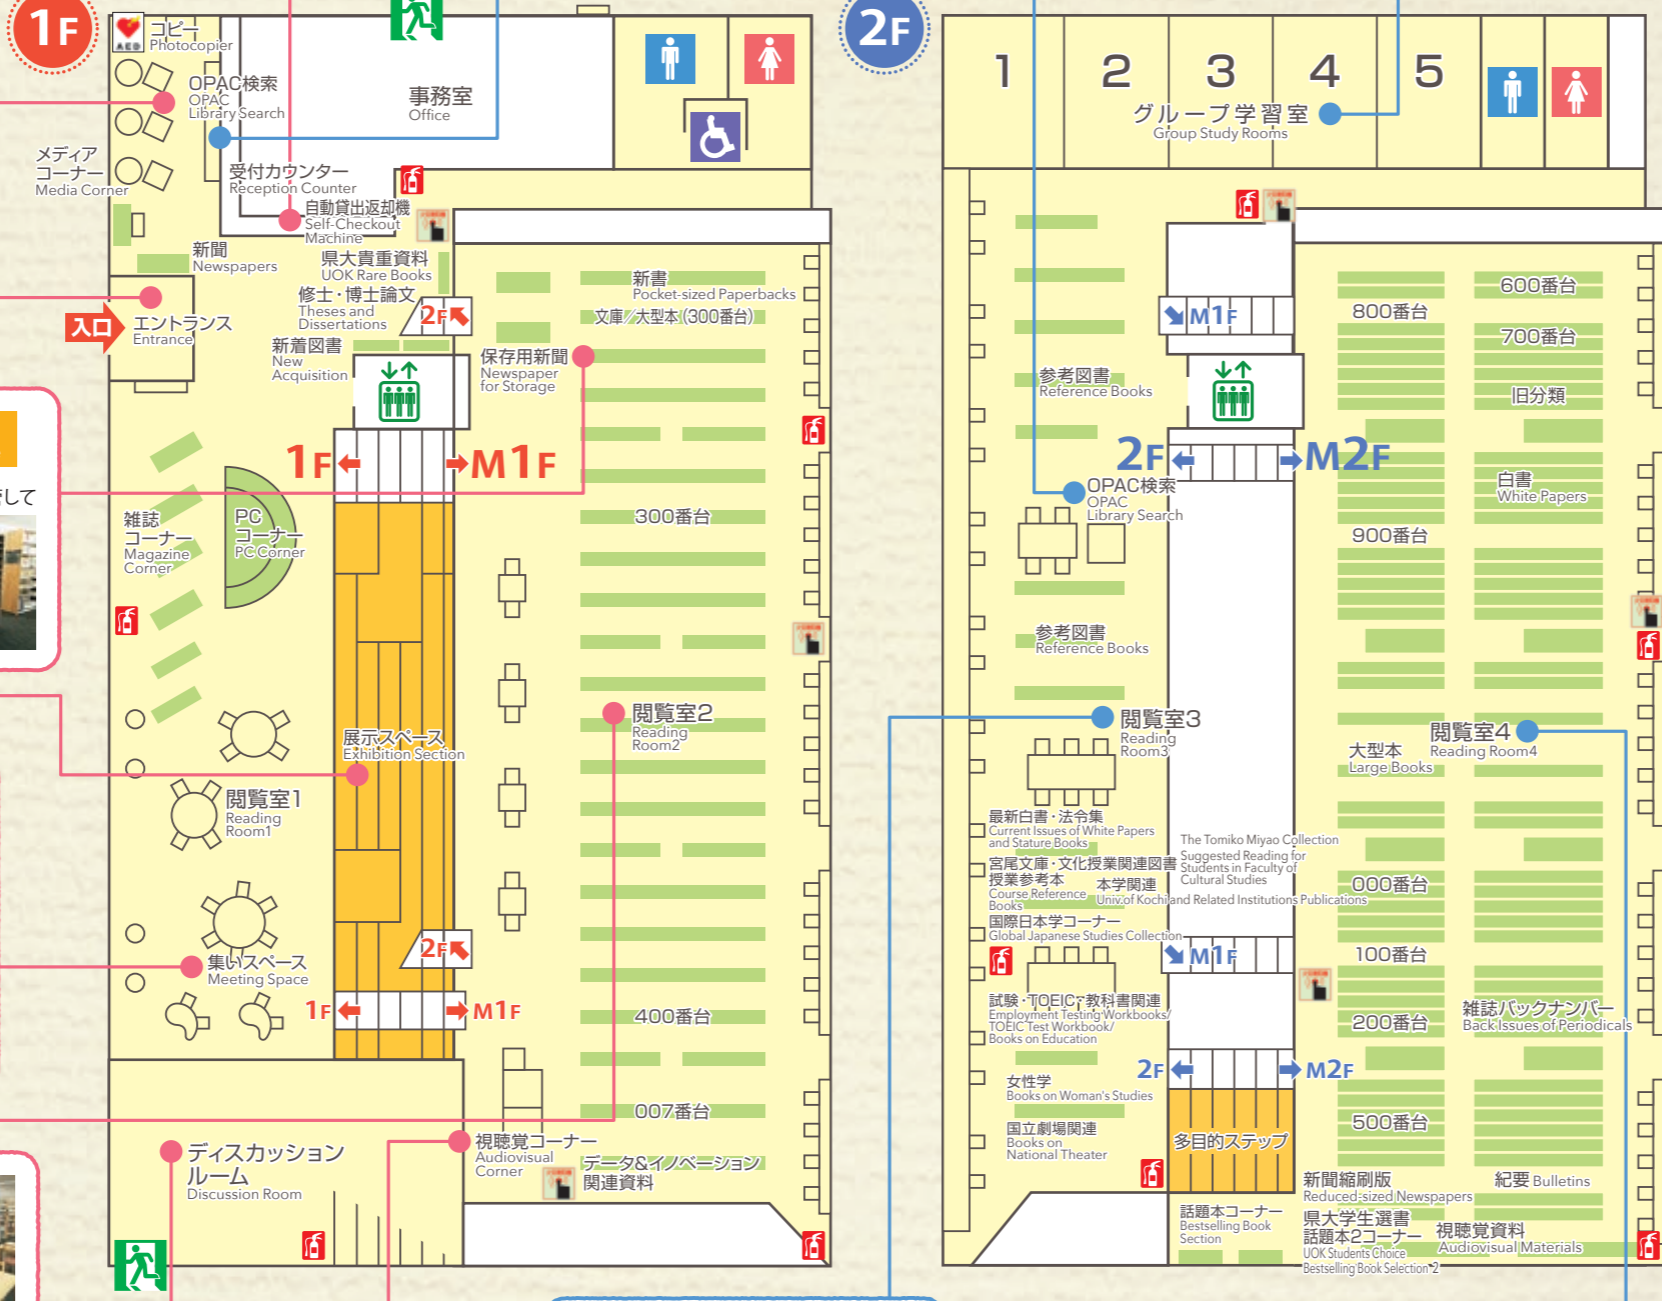 1F
コピー
Photocopier
AED
OPAC検索
OPAC
Library Search
事務室
Office
メディア
コーナー
Media Corner
受付カウンター
Reception Counter
自動貸出返却機
Self-Checkout
Machine
新聞
Newspapers
県大貴重資料
UOK Rare Books
修士・博士論文
Theses and
Dissertations
2F
入口
エントランス
Entrance
新着図書
New
Acquisition
保存用新聞
Newspaper
for Storage
新書
Pocket-sized Paperbacks
文庫／大型本(300番台)
1F
M1F
して
雑誌
コーナー
Magazine
Corner
PC
コーナー
PC Corner
300番台
展示スペース
Exhibition Section
閲覧室2
Reading
Room2
閲覧室1
Reading
Room1
集いスペース
Meeting Space
2F
1F
M1F
400番台
007番台
ディスカッション
ルーム
Discussion Room
視聴覚コーナー
Audiovisual
Corner
データ&イノベーション
関連資料
2F
1
2
3
4
5
グループ学習室
Group Study Rooms
M1F
参考図書
Reference Books
600番台
800番台
700番台
旧分類
2F
M2F
OPAC検索
OPAC
Library Search
白書
White Papers
900番台
参考図書
Reference Books
閲覧室3
Reading
Room3
閲覧室4
Reading Room4
大型本
Large Books
最新白書・法令集
Current Issues of White Papers
and Stature Books
The Tomiko Miyao Collection
宮尾文庫・文化授業関連図書
Suggested Reading for
Students in Faculty of
Cultural Studies
授業参考本
Course Reference
Books
本学関連
Univ.of Kochi and Related Institutions Publications
国際日本学コーナー
Global Japanese Studies Collection
000番台
100番台
M1F
試験・TOEIC・教科書関連
Employment Testing Workbooks/
TOEIC Test Workbook/
Books on Education
200番台
雑誌バックナンバー
Back Issues of Periodicals
2F
M2F
女性学
Books on Woman's Studies
国立劇場関連
Books on
National Theater
多目的ステップ
500番台
新聞縮刷版
Reduced-sized Newspapers
紀要 Bulletins
話題本コーナー
Bestselling Book
Section
県大学生選書
話題本2コーナー
UOK Students Choice
Bestselling Book Selection 2
視聴覚資料
Audiovisual Materials